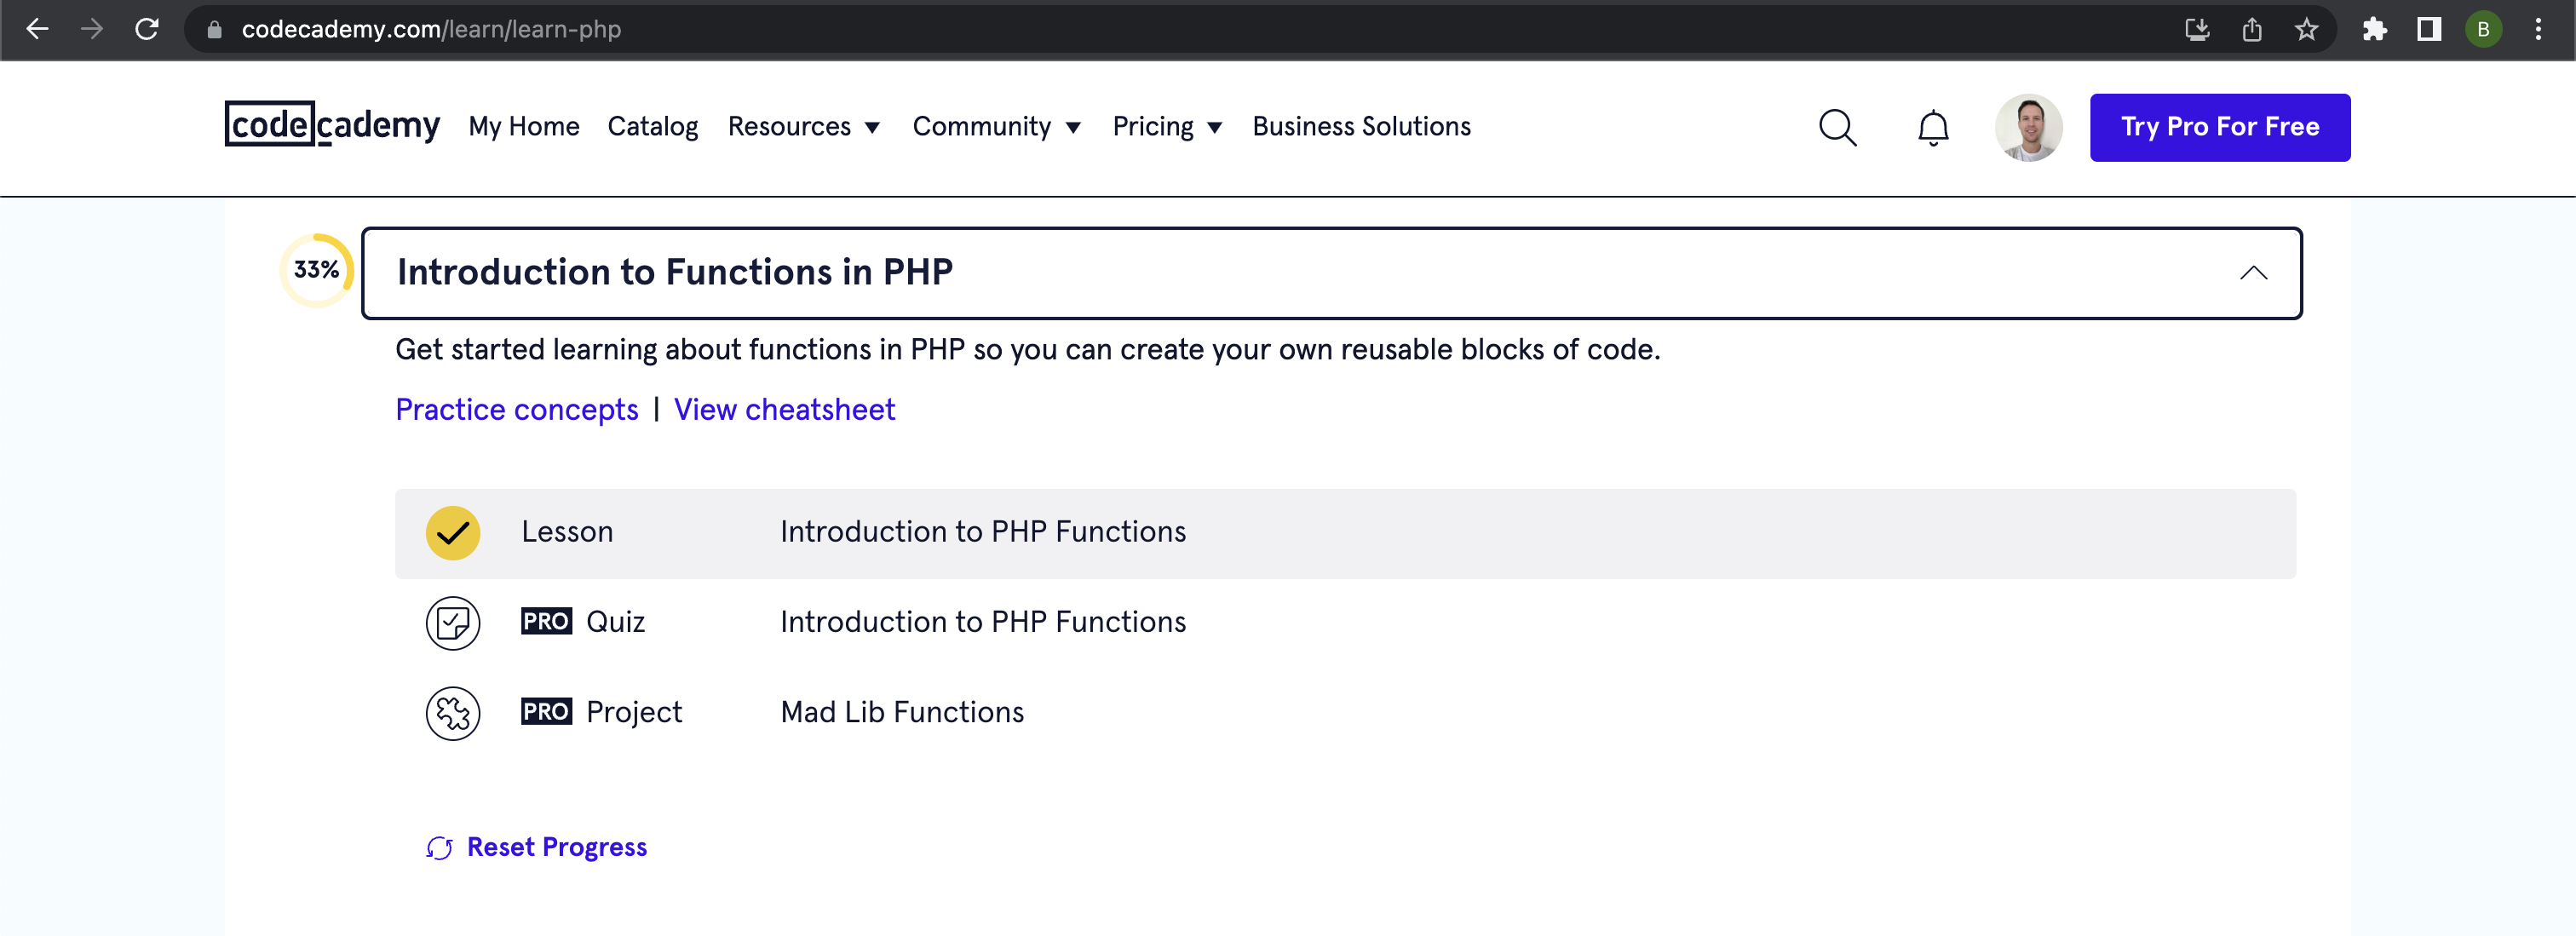 codecademy.com/learn/learn-php
B
codecademy My Home Catalog Resources Community Pricing Business Solutions Try Pro For Free
33% Introduction to Functions in PHP
Get started learning about functions in PHP so you can create your own reusable blocks of code.
Practice concepts | View cheatsheet
Lesson Introduction to PHP Functions
PRO Quiz Introduction to PHP Functions
PRO Project Mad Lib Functions
Reset Progress